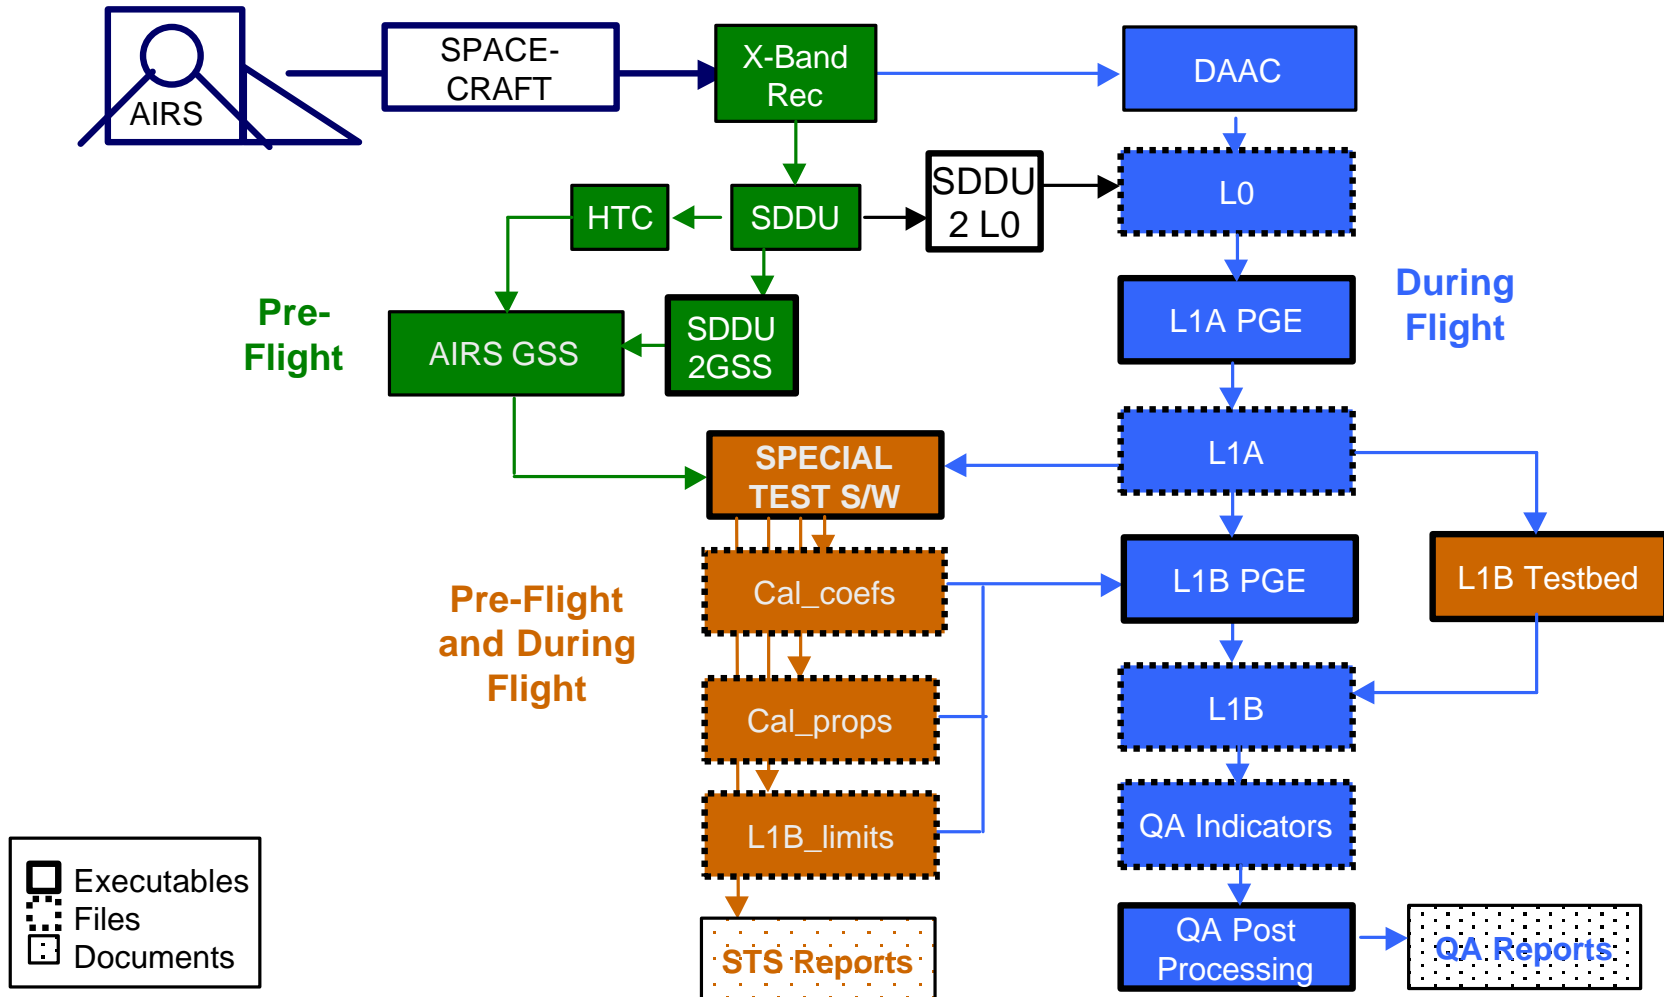 SPACE-
CRAFT
X-Band
Rec
DAAC
AIRS
SDDU
2 L0
L0
HTC
SDDU
During
Flight
Pre-
Flight
L1A PGE
AIRS GSS
SDDU
2GSS
SPECIAL
TEST S/W
L1A
Cal_coefs
L1B PGE
L1B Testbed
Pre-Flight
and During
Flight
Cal_props
L1B
L1B_limits
QA Indicators
Executables
Files
Documents
STS Reports
QA Post
Processing
QA Reports